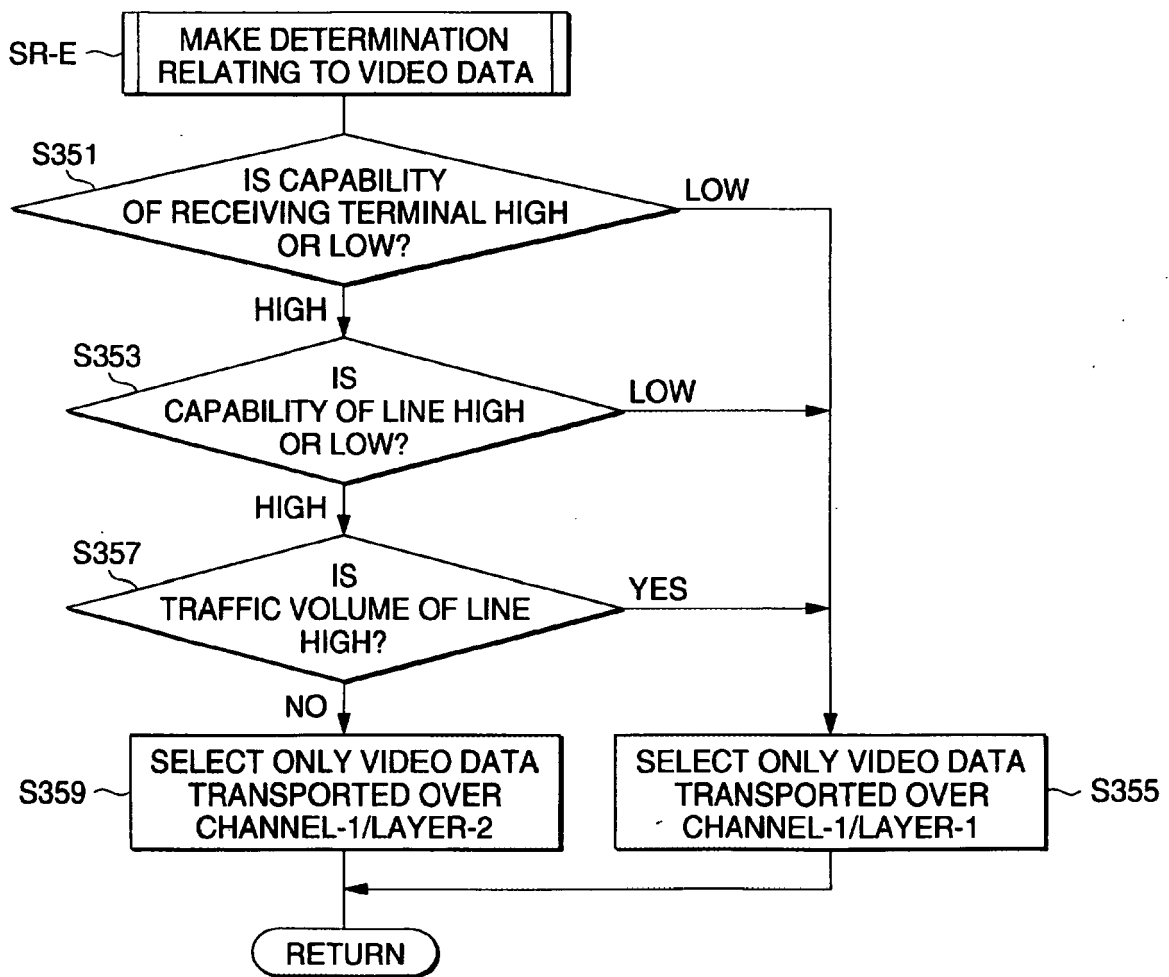 SR-E
MAKE DETERMINATION
RELATING TO VIDEO DATA
S351
IS CAPABILITY
OF RECEIVING TERMINAL HIGH
OR LOW?
LOW
HIGH
S353
IS
CAPABILITY OF LINE HIGH
OR LOW?
LOW
HIGH
S357
IS
TRAFFIC VOLUME OF LINE
HIGH?
YES
NO
S359
SELECT ONLY VIDEO DATA
TRANSPORTED OVER
CHANNEL-1/LAYER-2
SELECT ONLY VIDEO DATA
TRANSPORTED OVER
CHANNEL-1/LAYER-1
S355
RETURN